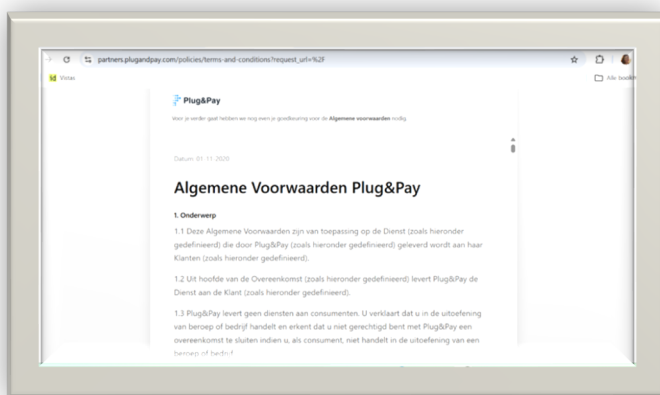 partners.plugandpay.com/policies/terms-and-conditions?request_url=%2F
Vistas
Alle
Plug&Pay
Voor je verder gaat hebben we nog even je goedkeuring voor de Algemene voorwaarden nodig.
Datum: 01-11-2020
Algemene Voorwaarden Plug&Pay
1. Onderwerp
1.1 Deze Algemene Voorwaarden zijn van toepassing op de Dienst (zoals hieronder
gedefinieerd) die door Plug&Pay (zoals hieronder gedefinieerd) geleverd wordt aan haar
Klanten (zoals hieronder gedefinieerd).
1.2 Uit hoofde van de Overeenkomst (zoals hieronder gedefinieerd) levert Plug&Pay de
Dienst aan de Klant (zoals hieronder gedefinieerd).
1.3 Plug&Pay levert geen diensten aan consumenten. U verklaart dat u in de uitoefening
van beroep of bedrijf handelt en erkent dat u niet gerechtigd bent met Plug&Pay een
overeenkomst te sluiten indien u, als consument, niet handelt in de uitoefening van een
beroep of bedrijf